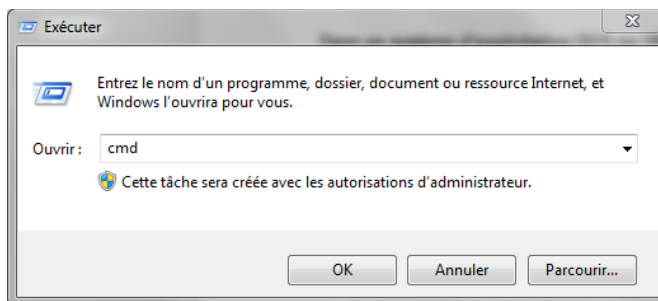 Exécuter
Entrez le nom d'un programme, dossier, document ou ressource Internet, et
Windows l'ouvrira pour vous.
Ouvrir : cmd
Cette tâche sera créée avec les autorisations d'administrateur.
OK Annuler Parcourir...